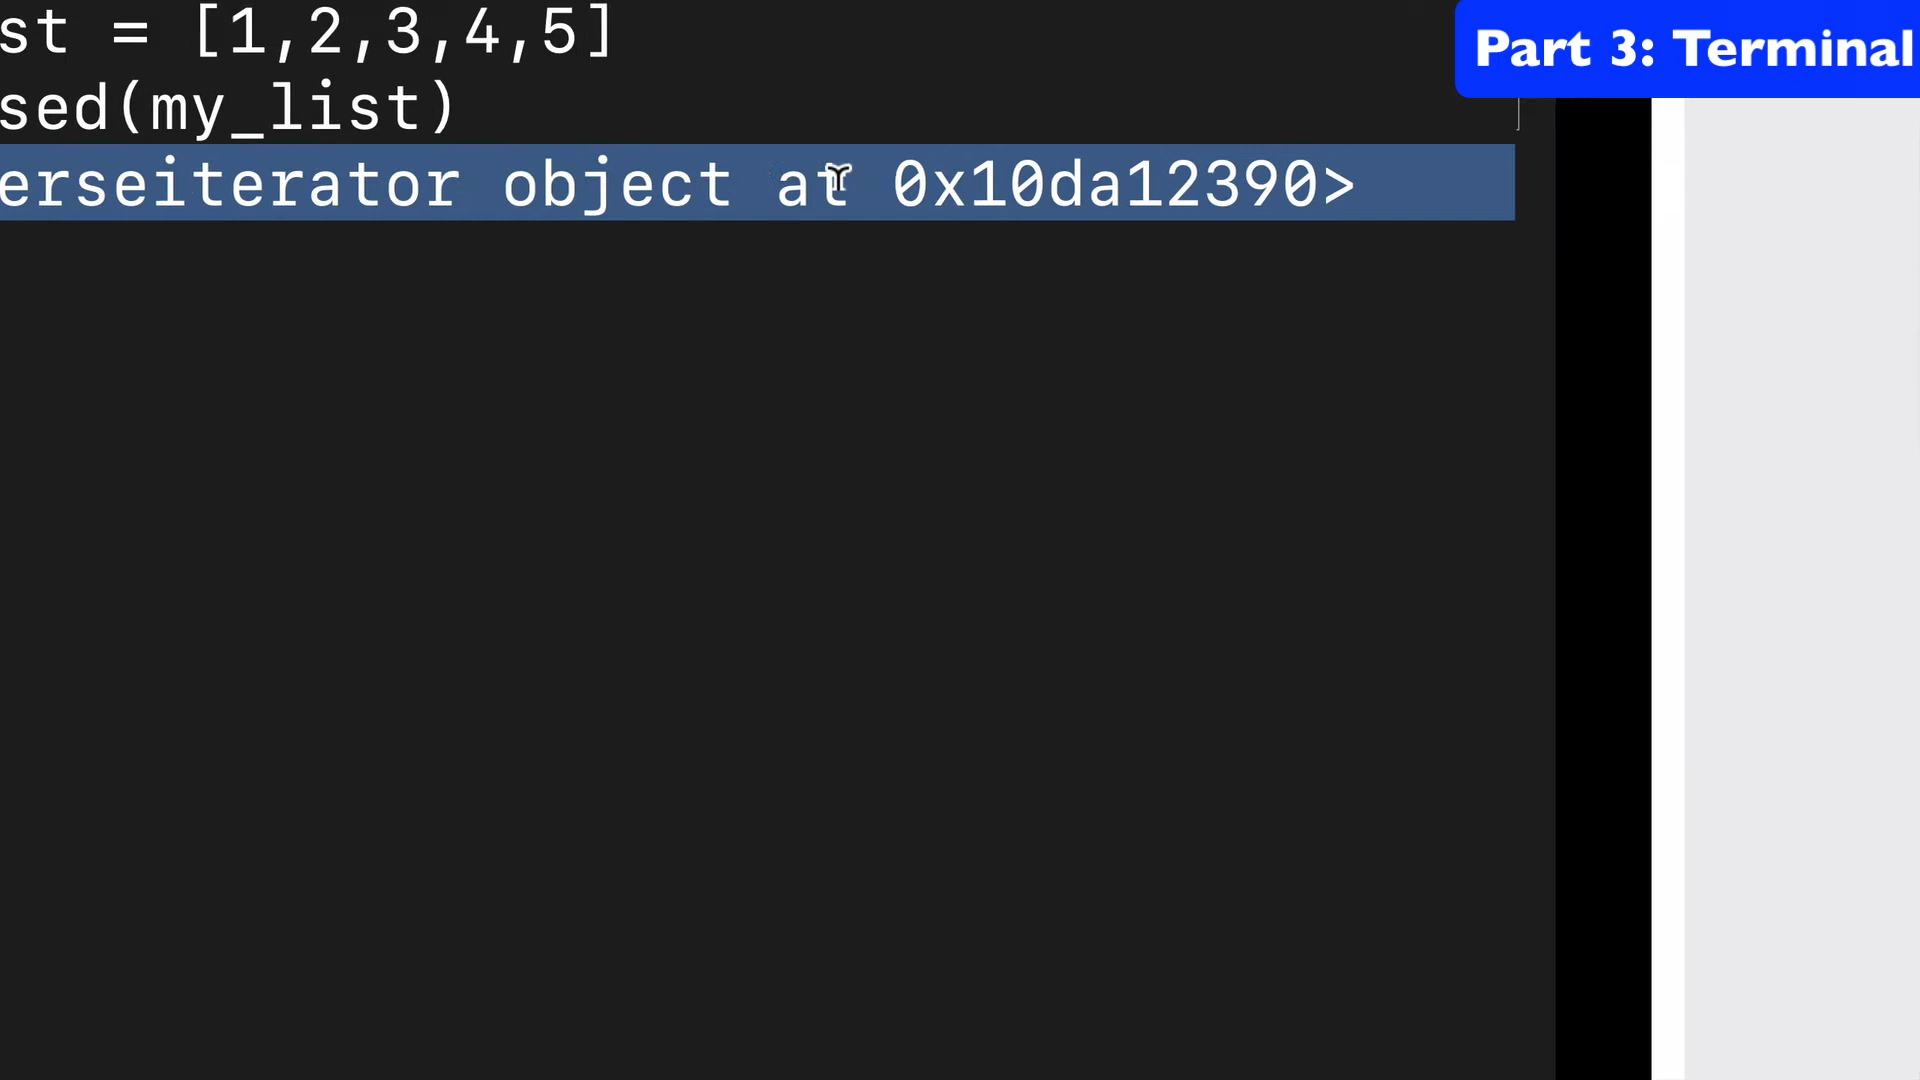 st = [1,2,3,4,5]
Part 3: Terminal
sed(my_list)
erseiterator object at 0x10da12390>